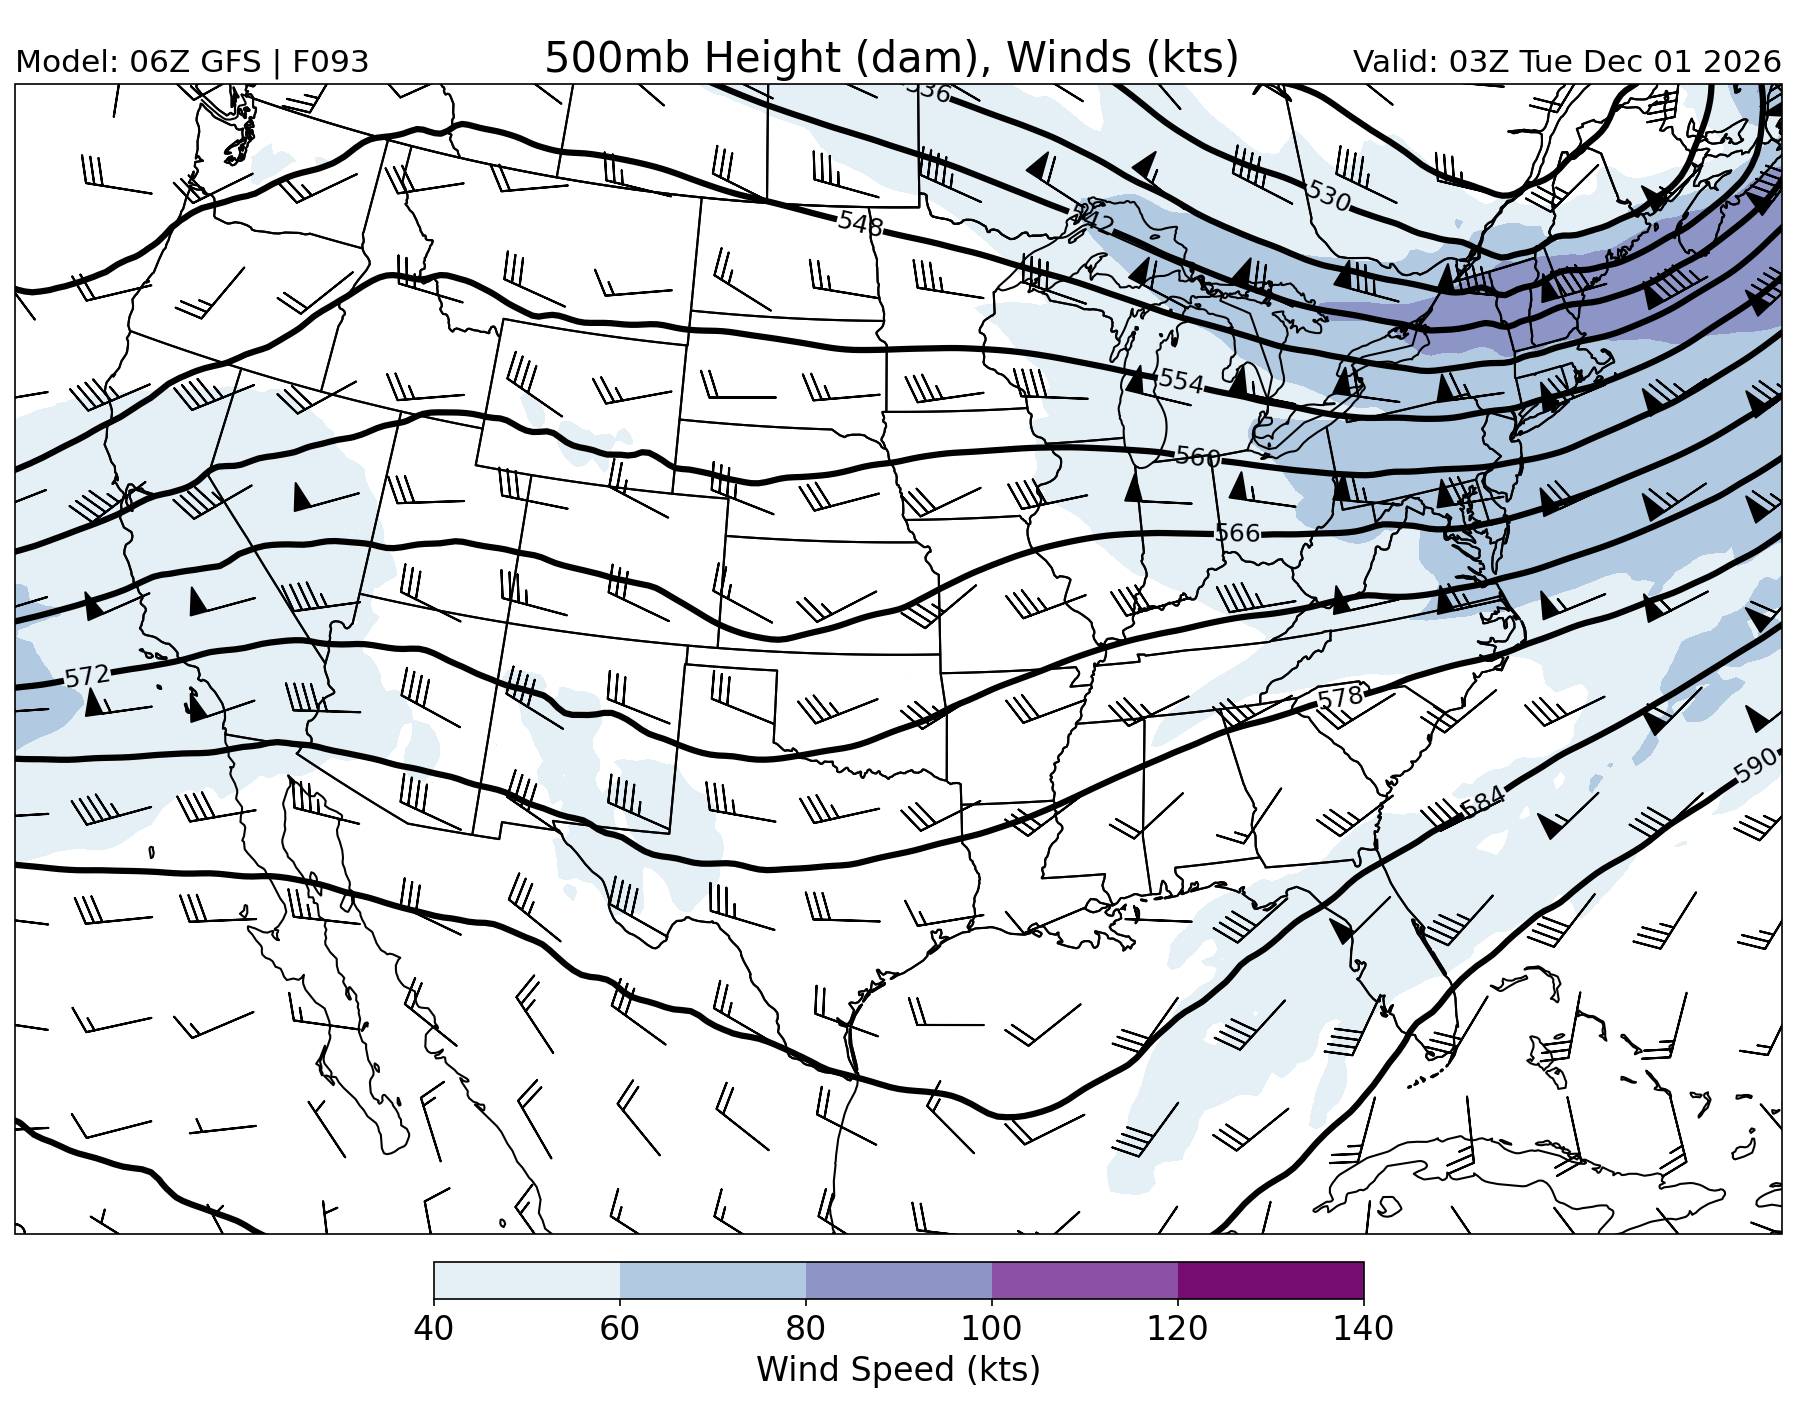 Model: 06Z GFS | F093
500mb Height (dam), Winds (kts)
Valid: 03Z Tue Dec 01 2026
536
530
542
548
554
560
566
572
578
584
590
40 60 80 100 120 140
Wind Speed (kts)